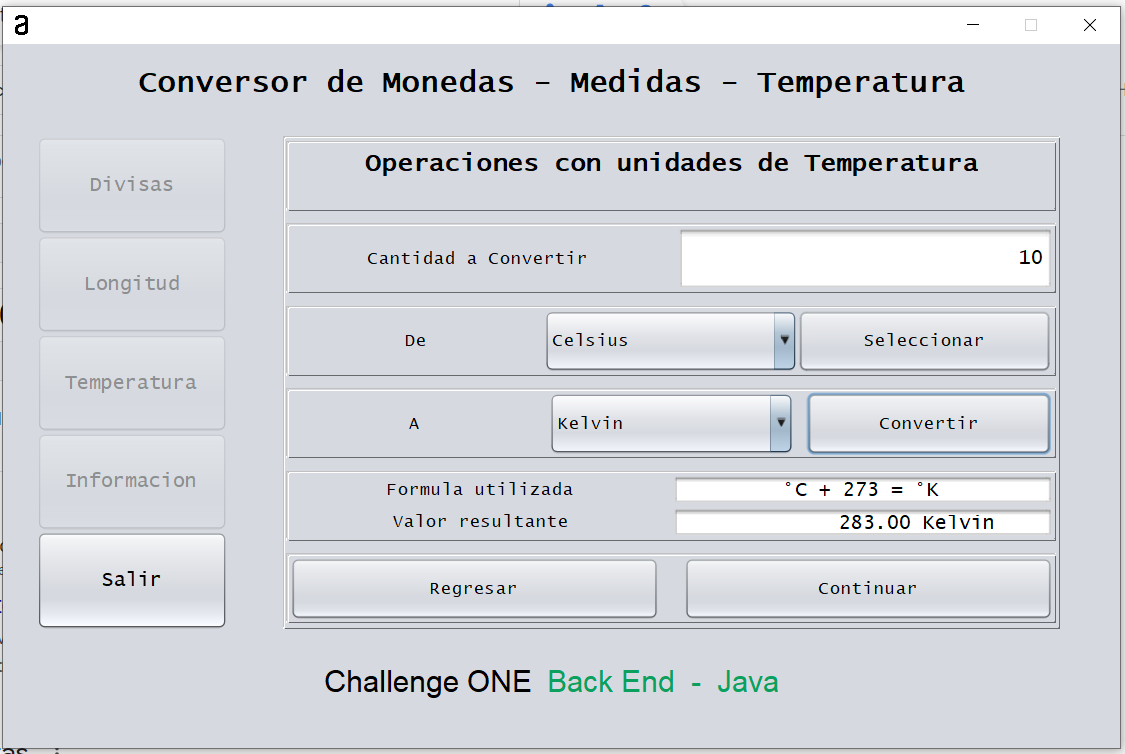 a
Conversor de Monedas - Medidas - Temperatura
Divisas
Longitud
Temperatura
Informacion
Salir
Operaciones con unidades de Temperatura
Cantidad a Convertir 10
De Celsius Seleccionar
A Kelvin Convertir
Formula utilizada °C + 273 = °K
Valor resultante 283.00 Kelvin
Regresar Continuar
Challenge ONE Back End - Java